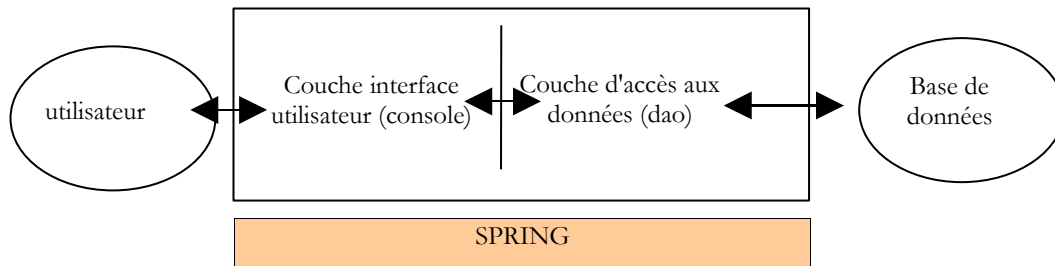 utilisateur
Couche interface
utilisateur (console)
Couche d'accès aux
données (dao)
Base de
données
SPRING